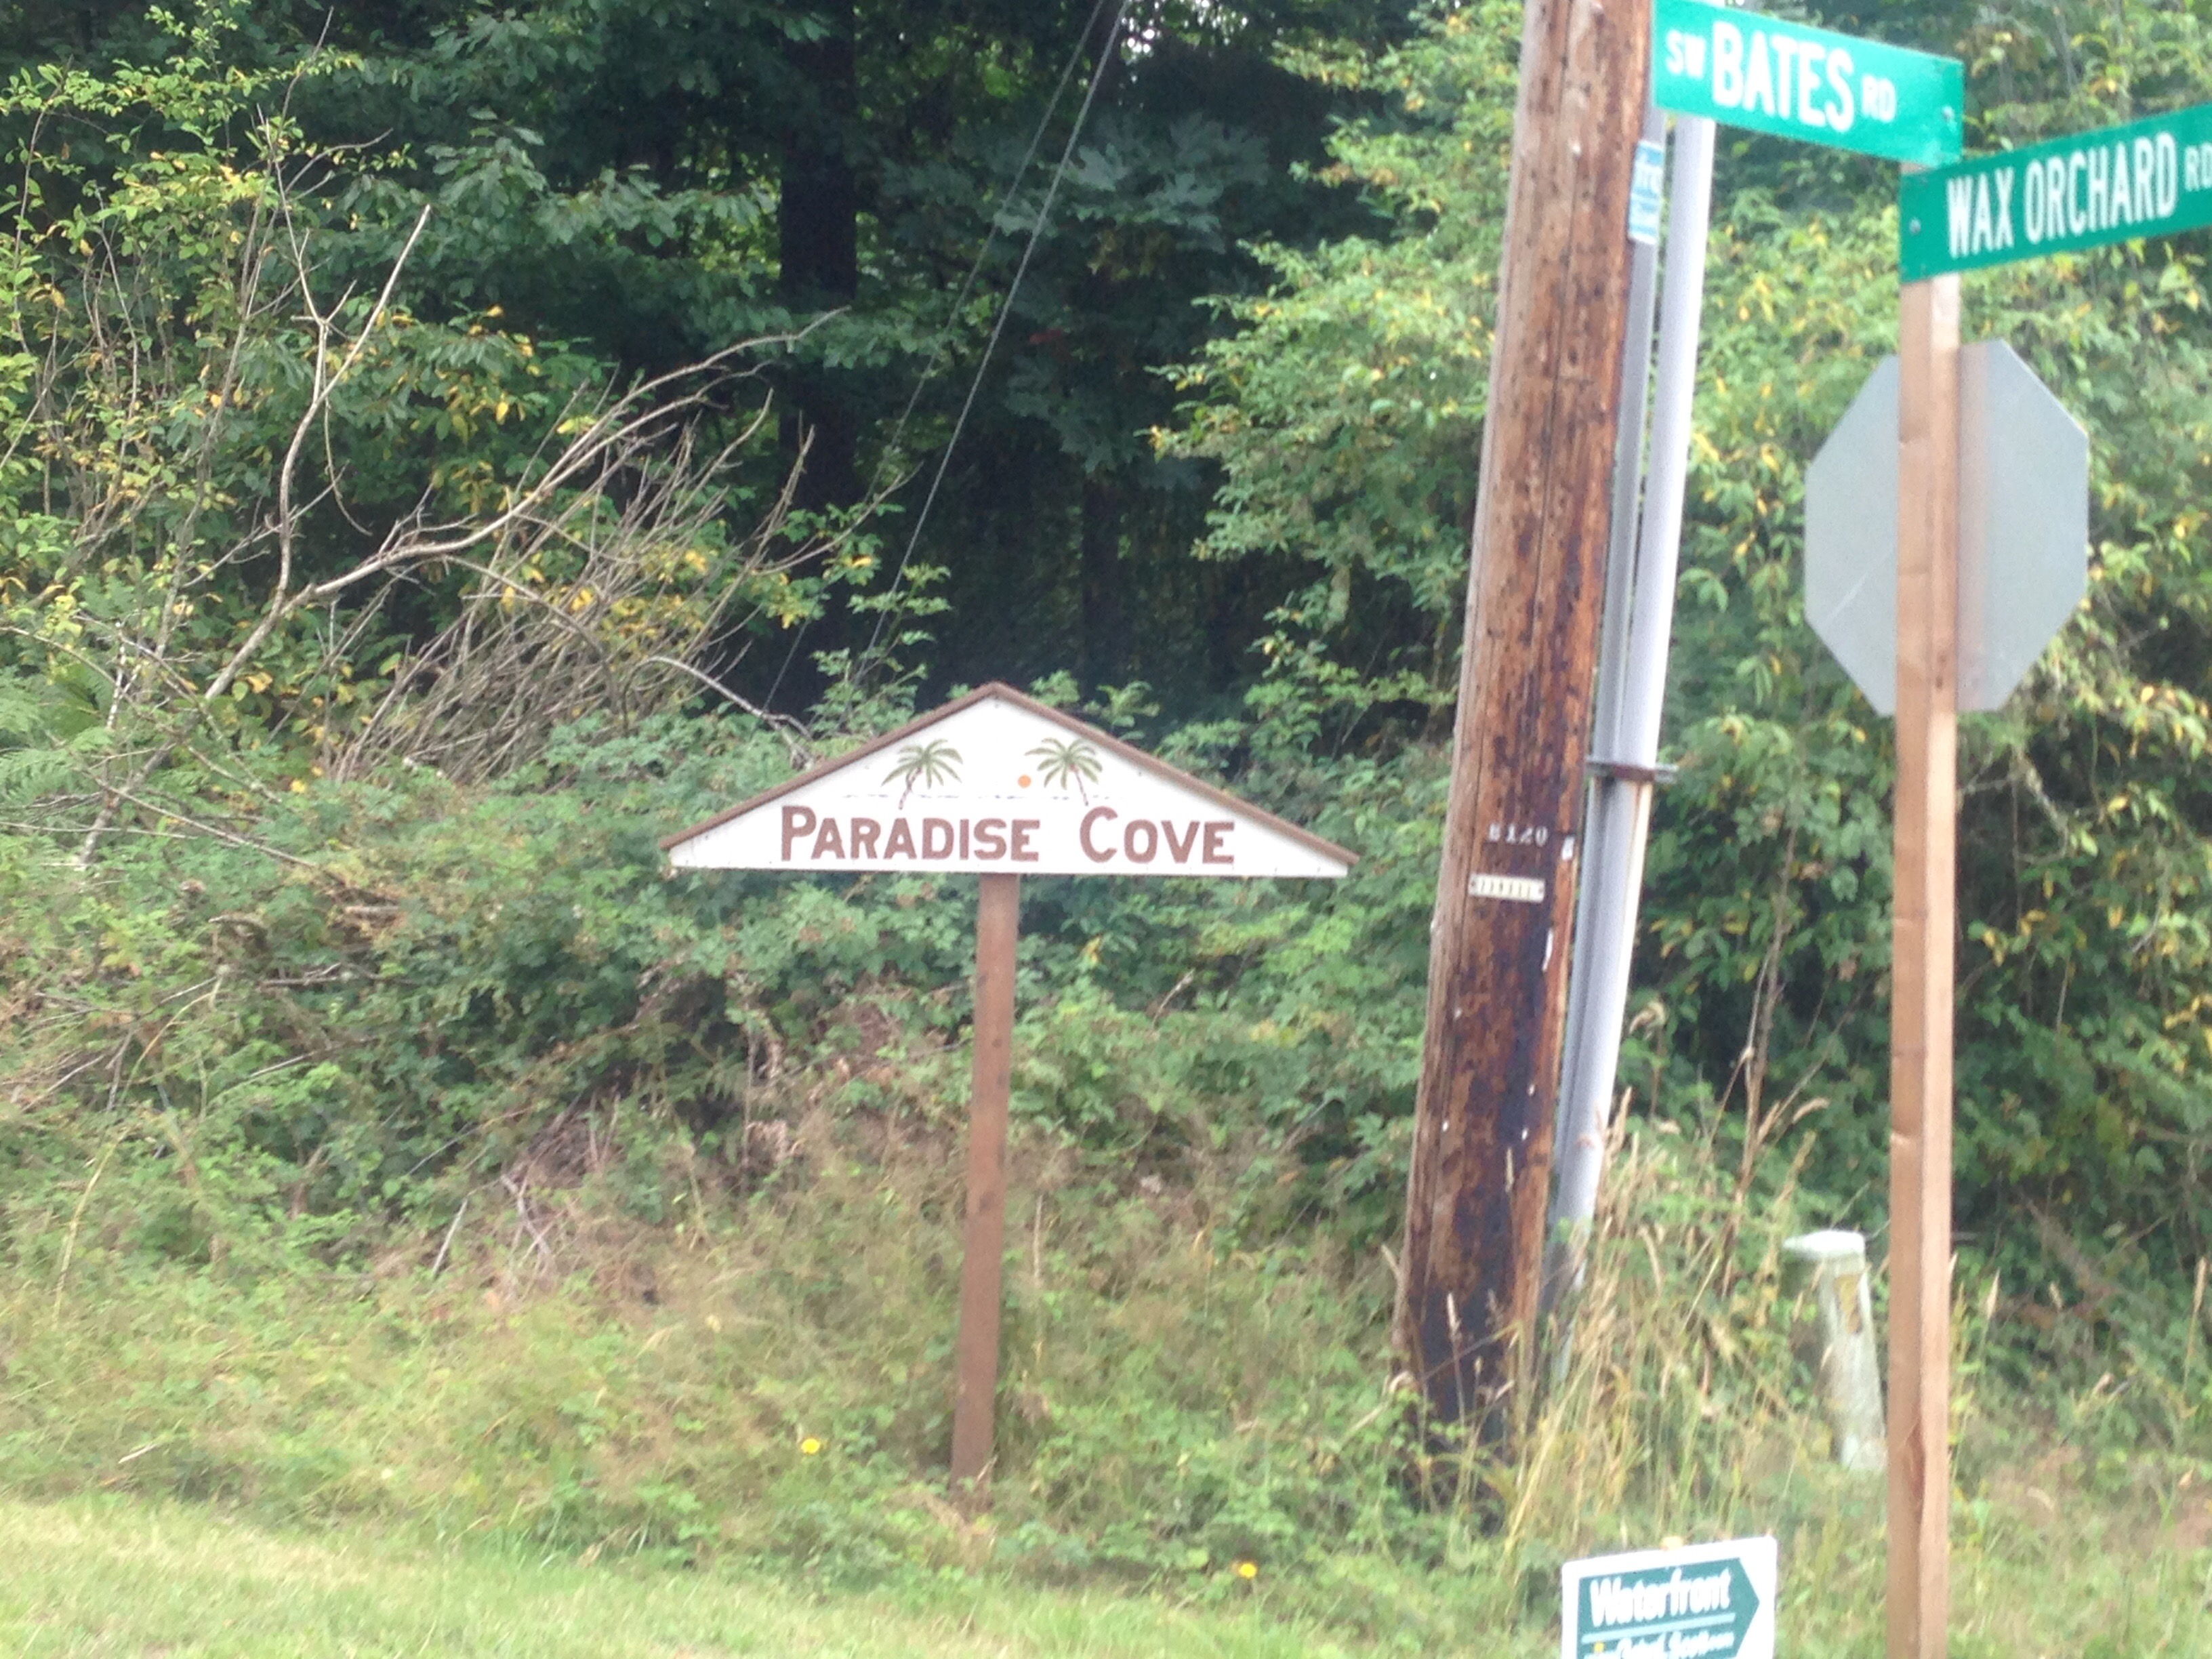 SW BATES RD
WAX ORCHARD RD
PARADISE COVE
Waterfront